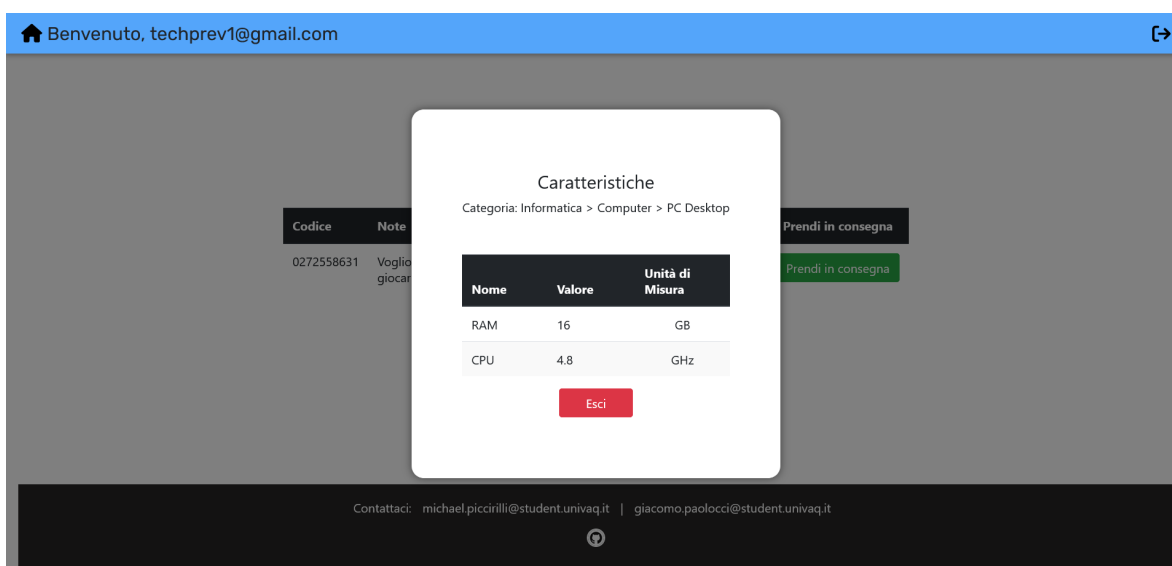 Benvenuto, techprev1@gmail.com
Caratteristiche
Categoria: Informatica > Computer > PC Desktop
Codice Note Prendi in consegna
0272558631 Voglio Prendi in consegna
giocar
Nome Valore Unità di Misura
RAM 16 GB
CPU 4.8 GHz
Esci
Contattaci: michael.piccirilli@student.univaq.it | giacomo.paolocci@student.univaq.it